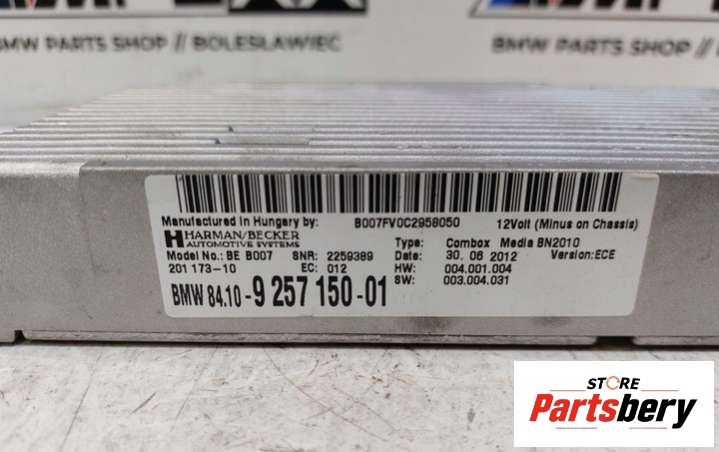 BMW PARTS SHOP // BOLESŁAWIEC
BMW PARTS SHOP //
Manufactured in Hungary by:
B007FV0C2958050
12Volt (Minus on Chassis)
HARMAN/BECKER
AUTOMOTIVE SYSTEMS
Type: Combox Media BN2010
Model No.: BE B007 SNR: 2259389 Date: 30. 06 2012 Version:ECE
201 173-10 EC: 012 HW: 004.001.004
SW: 003.004.031
BMW 84.10-9 257 150-01
STORE
Partsbery